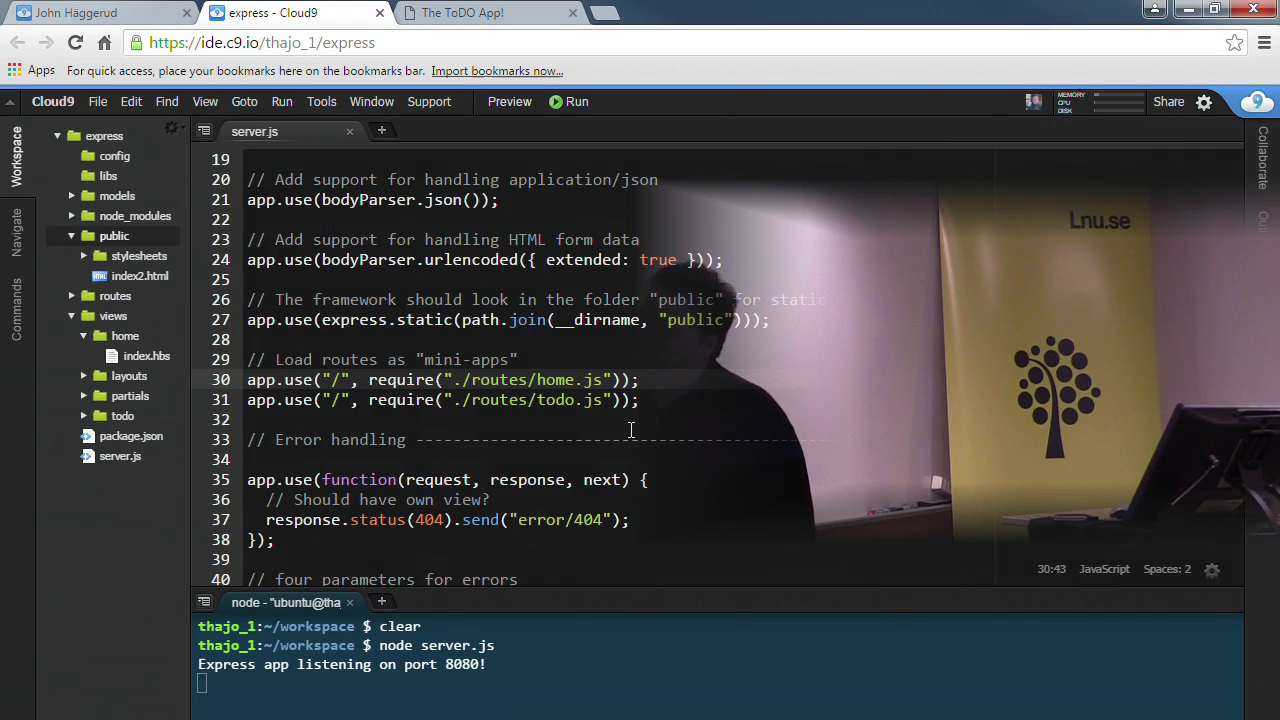 John Häggerud
express - Cloud9
The ToDO App!
https://ide.c9.io/thajo_1/express
Apps
For quick access, place your bookmarks here on the bookmarks bar. Import bookmarks now...
Cloud9 File Edit Find View Goto Run Tools Window Support Preview Run
MEMORY
CPU
DISK
Share
Workspace
Navigate
Commands
express
config
libs
models
node_modules
public
stylesheets
index2.html
routes
views
home
index.hbs
layouts
partials
todo
package.json
server.js
server.js
19
20 // Add support for handling application/json
21 app.use(bodyParser.json());
22
23 // Add support for handling HTML form data
24 app.use(bodyParser.urlencoded({ extended: true }));
25
26 // The framework should look in the folder "public" for static
27 app.use(express.static(path.join(__dirname, "public")));
28
29 // Load routes as "mini-apps"
30 app.use("/", require("./routes/home.js"));
31 app.use("/", require("./routes/todo.js"));
32
33 // Error handling ---------------------------------------------
34
35 app.use(function(request, response, next) {
36 // Should have own view?
37 response.status(404).send("error/404");
38 });
39
40 // four parameters for errors
Lnu.se
30:43 JavaScript Spaces: 2
Collaborate
node - "ubuntu@tha
thajo_1:~/workspace $ clear
thajo_1:~/workspace $ node server.js
Express app listening on port 8080!